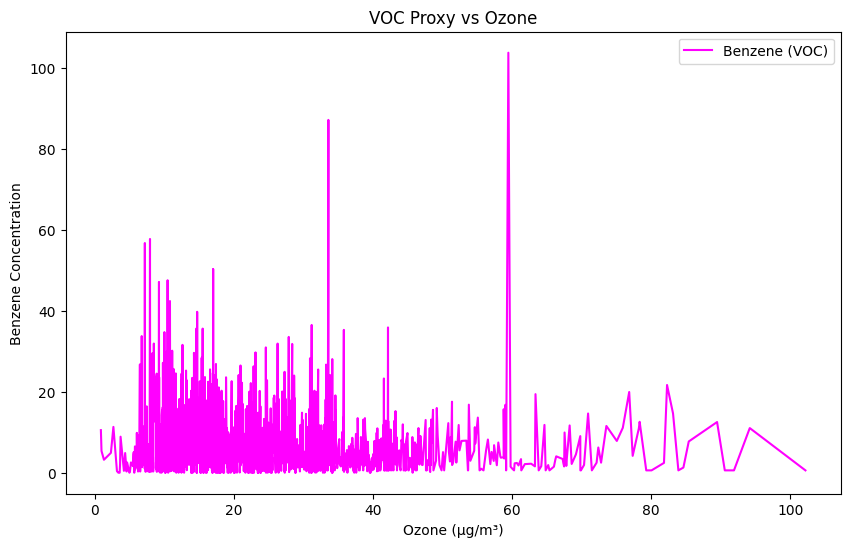 VOC Proxy vs Ozone
Benzene (VOC)
100
80
60
40
20
0
Benzene Concentration
0 20 40 60 80 100
Ozone (µg/m³)